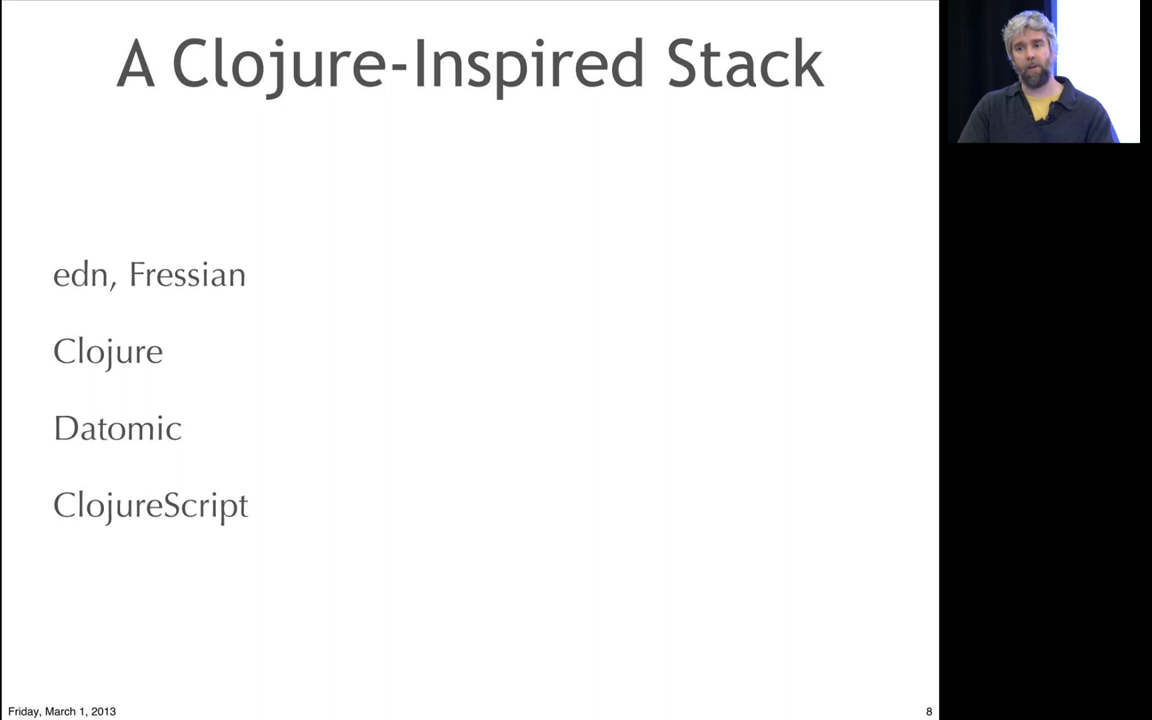 A Clojure-Inspired Stack
edn, Fressian
Clojure
Datomic
ClojureScript
Friday, March 1, 2013
8